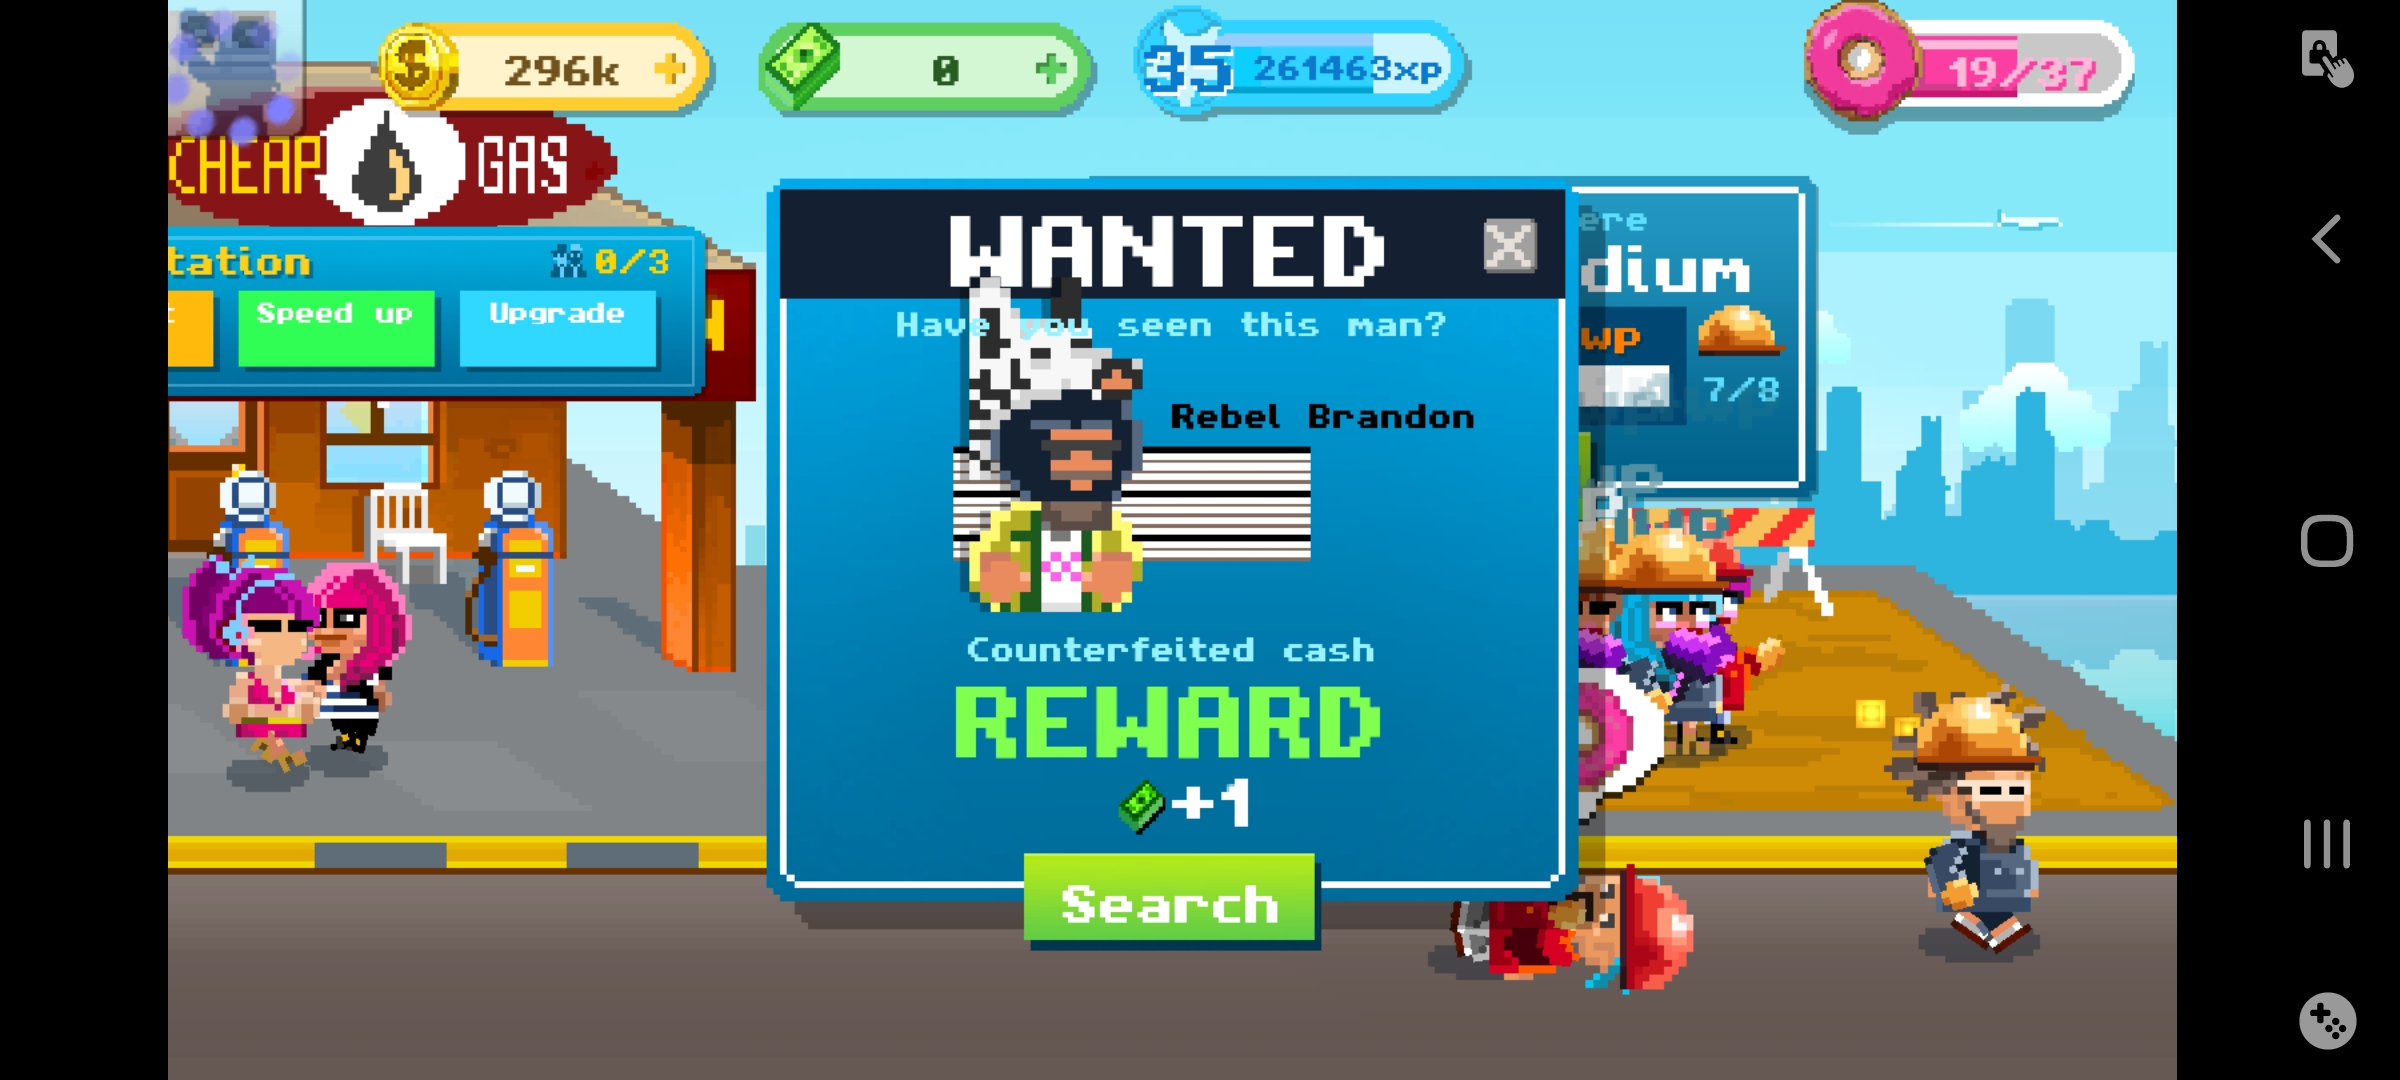 296k
0
35 261463xp
19/37
CHEAP GAS
tation 0/3
Speed up
Upgrade
WANTED
Have you seen this man?
Rebel Brandon
Counterfeited cash
REWARD
+1
Search
ere
dium
wp
7/8